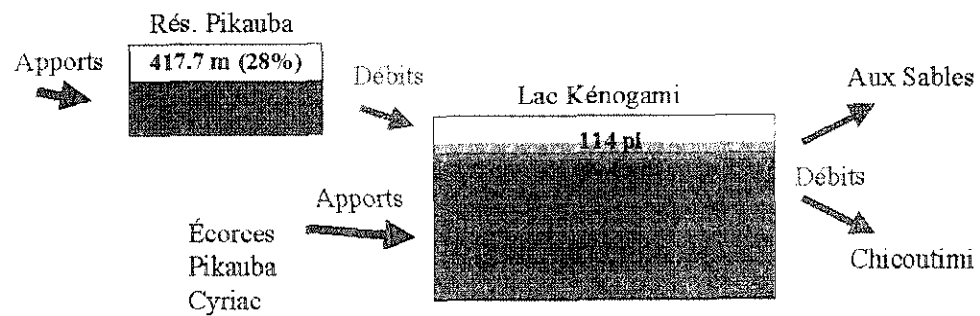 Rés. Pikauba
Apports
417.7 m (28%)
Débits
Lac Kénogami
Aux Sables
114 pi
Débits
Apports
Écorces
Pikauba
Cyriac
Chicoutimi